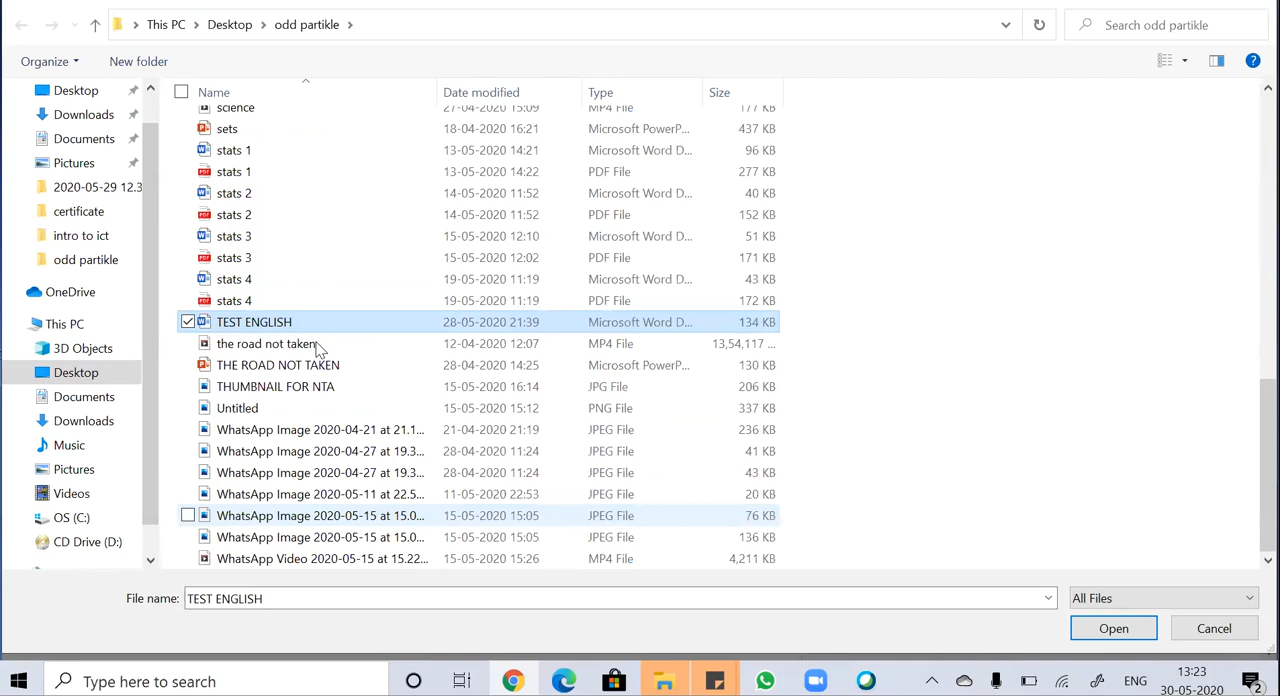 This PC > Desktop > odd partikle >
Search odd partikle
Organize
New folder
Name Date modified Type Size
Desktop
Downloads
Documents
Pictures
2020-05-29 12.3
certificate
intro to ict
odd partikle
OneDrive
This PC
3D Objects
Desktop
Documents
Downloads
Music
Pictures
Videos
OS (C:)
CD Drive (D:)
science 27-04-2020 15:09 MP4 File 177 KB
sets 18-04-2020 16:21 Microsoft PowerP... 437 KB
stats 1 13-05-2020 14:21 Microsoft Word D... 96 KB
stats 1 13-05-2020 14:22 PDF File 277 KB
stats 2 14-05-2020 11:52 Microsoft Word D... 40 KB
stats 2 14-05-2020 11:52 PDF File 152 KB
stats 3 15-05-2020 12:10 Microsoft Word D... 51 KB
stats 3 15-05-2020 12:02 PDF File 171 KB
stats 4 19-05-2020 11:19 Microsoft Word D... 43 KB
stats 4 19-05-2020 11:19 PDF File 172 KB
TEST ENGLISH 28-05-2020 21:39 Microsoft Word D... 134 KB
the road not taken 12-04-2020 12:07 MP4 File 13,54,117 ...
THE ROAD NOT TAKEN 28-04-2020 14:25 Microsoft PowerP... 130 KB
THUMBNAIL FOR NTA 15-05-2020 16:14 JPG File 206 KB
Untitled 15-05-2020 15:12 PNG File 337 KB
WhatsApp Image 2020-04-21 at 21.1... 21-04-2020 21:19 JPEG File 236 KB
WhatsApp Image 2020-04-27 at 19.3... 28-04-2020 11:24 JPEG File 41 KB
WhatsApp Image 2020-04-27 at 19.3... 28-04-2020 11:24 JPEG File 43 KB
WhatsApp Image 2020-05-11 at 22.5... 11-05-2020 22:53 JPEG File 20 KB
WhatsApp Image 2020-05-15 at 15.0... 15-05-2020 15:05 JPEG File 76 KB
WhatsApp Image 2020-05-15 at 15.0... 15-05-2020 15:05 JPEG File 136 KB
WhatsApp Video 2020-05-15 at 15.22... 15-05-2020 15:26 MP4 File 4,211 KB
File name: TEST ENGLISH
All Files
Open
Cancel
Type here to search
ENG
13:23
30-05-2020
2